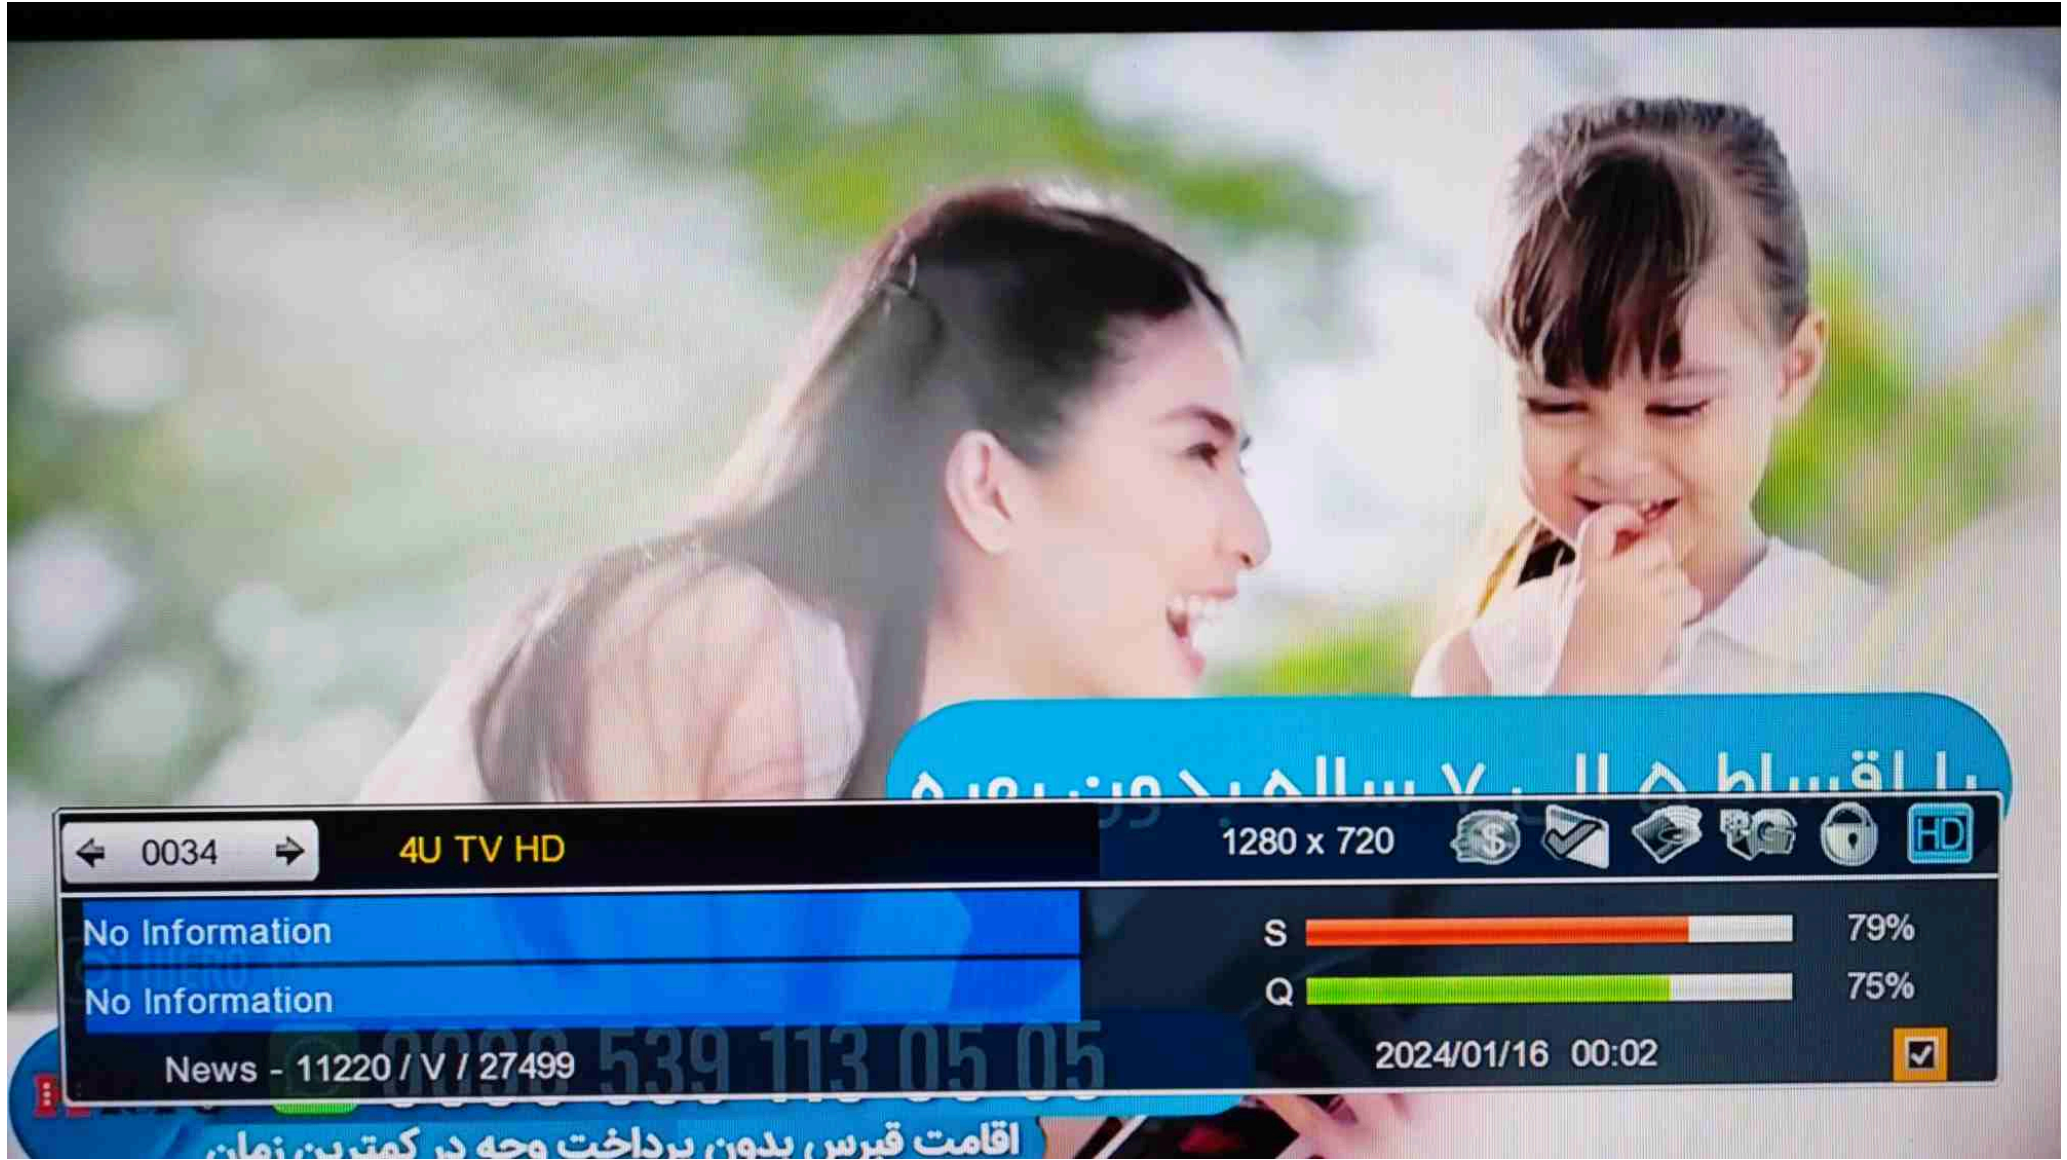 با اقساط ۵ الی ۷ ساله بدون بهره
0034 4U TV HD 1280 x 720 HD
No Information
S 79%
No Information
Q 75%
News - 11220 / V / 27499 2024/01/16 00:02
539 113 05 05
اقامت قبرس بدون پرداخت وجه در کمترین زمان